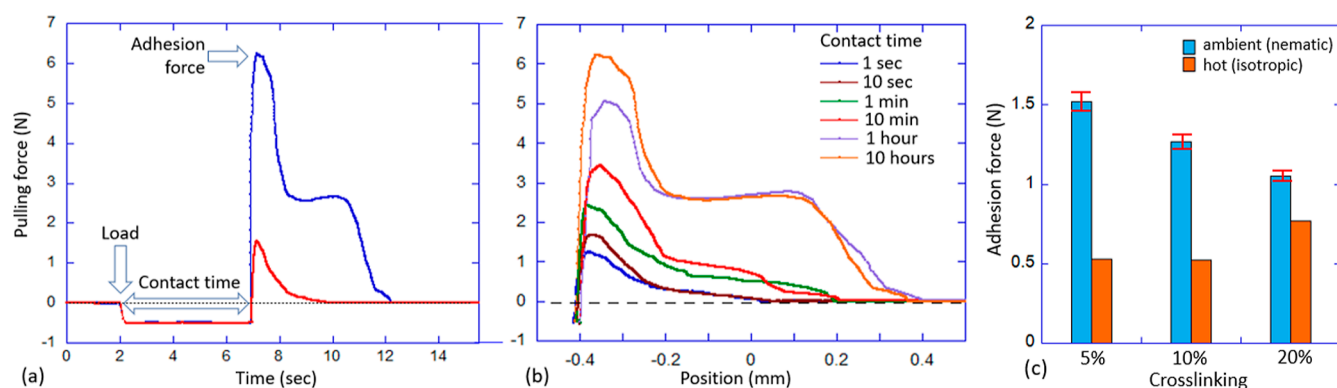 7
6
5
4
3
2
1
0
-1
Pulling force (N)
Adhesion
force
Load
Contact time
0 2 4 6 8 10 12 14
(a)
Time (sec)
7
6
5
4
3
2
1
0
-1
Contact time
1 sec
10 sec
1 min
10 min
1 hour
10 hours
-0.4 -0.2 0 0.2 0.4
(b)
Position (mm)
2
1.5
1
0.5
0
Adhesion force (N)
ambient (nematic)
hot (isotropic)
5% 10% 20%
(c)
Crosslinking